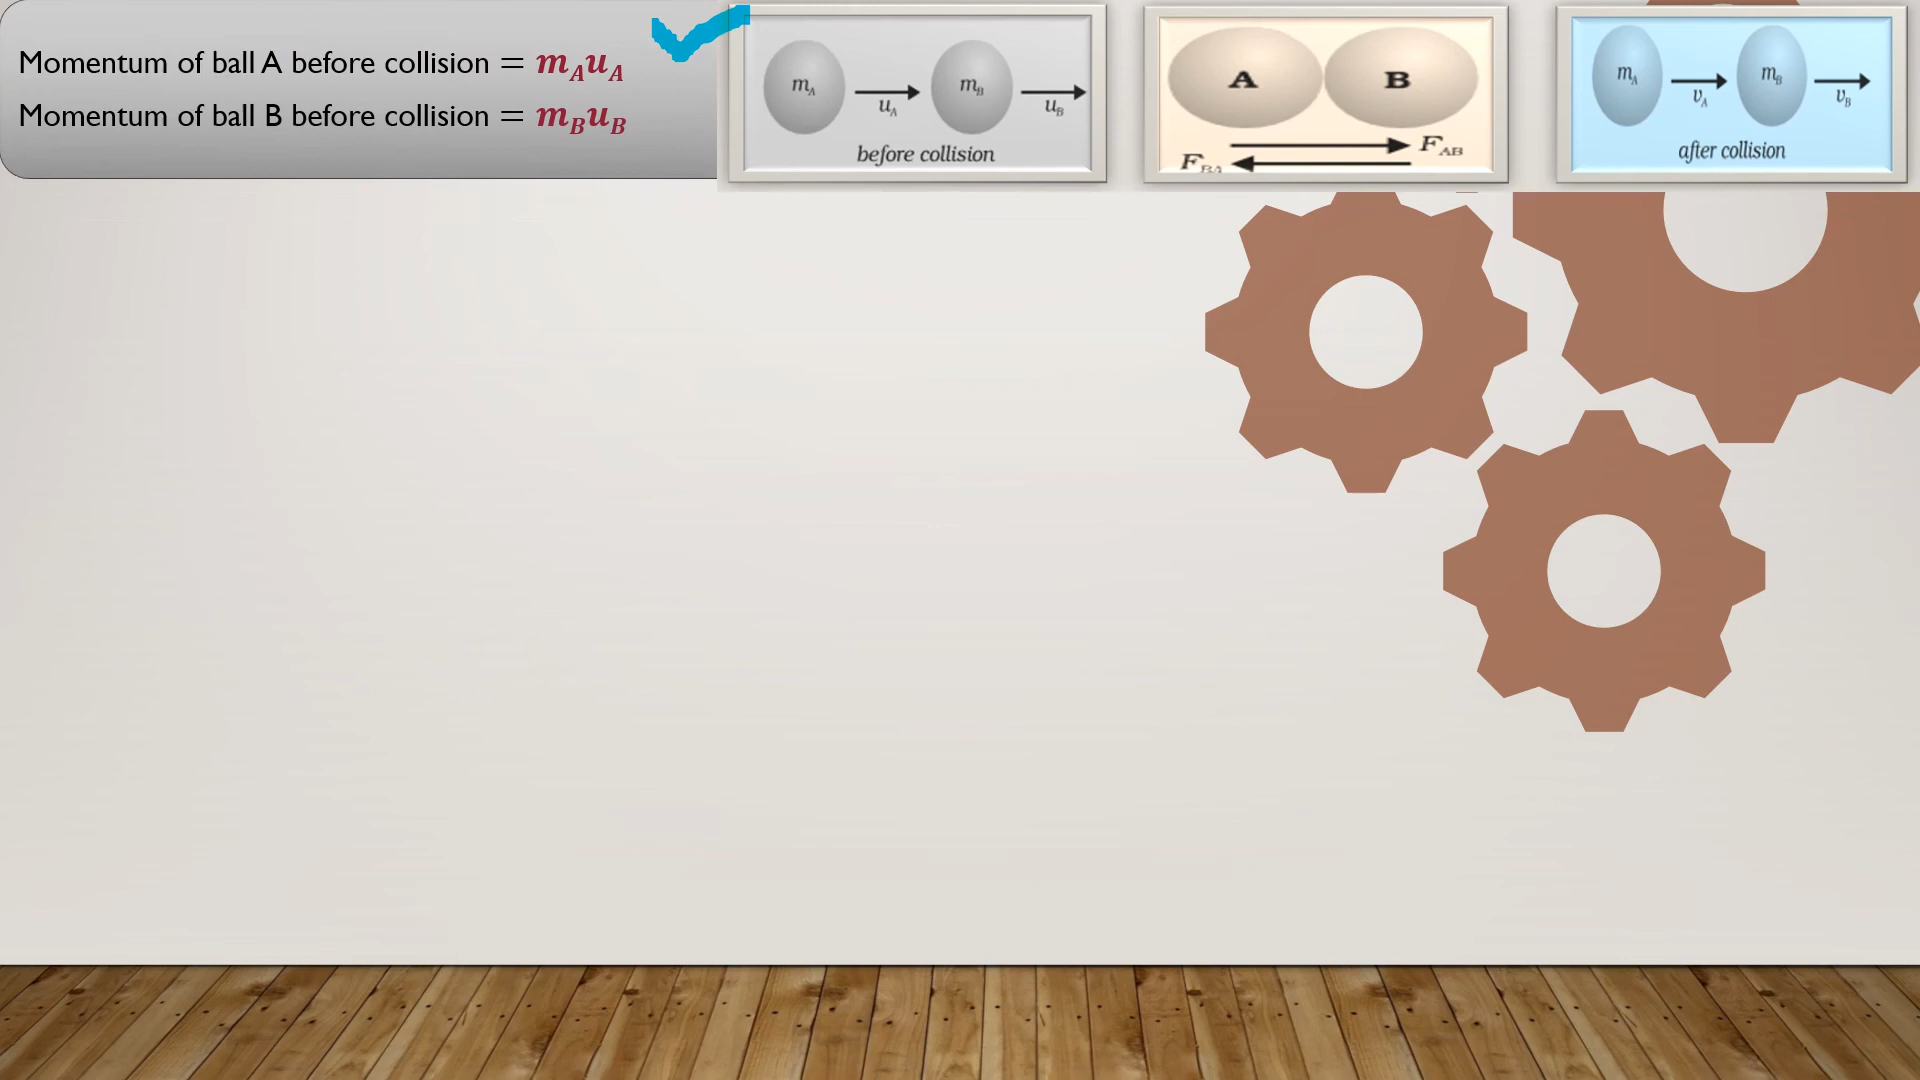 Momentum of ball A before collision = m_A u_A
Momentum of ball B before collision = m_B u_B
m_A u_A m_B u_B
before collision
A B
F_AB
F_BA
m_A v_A m_B v_B
after collision